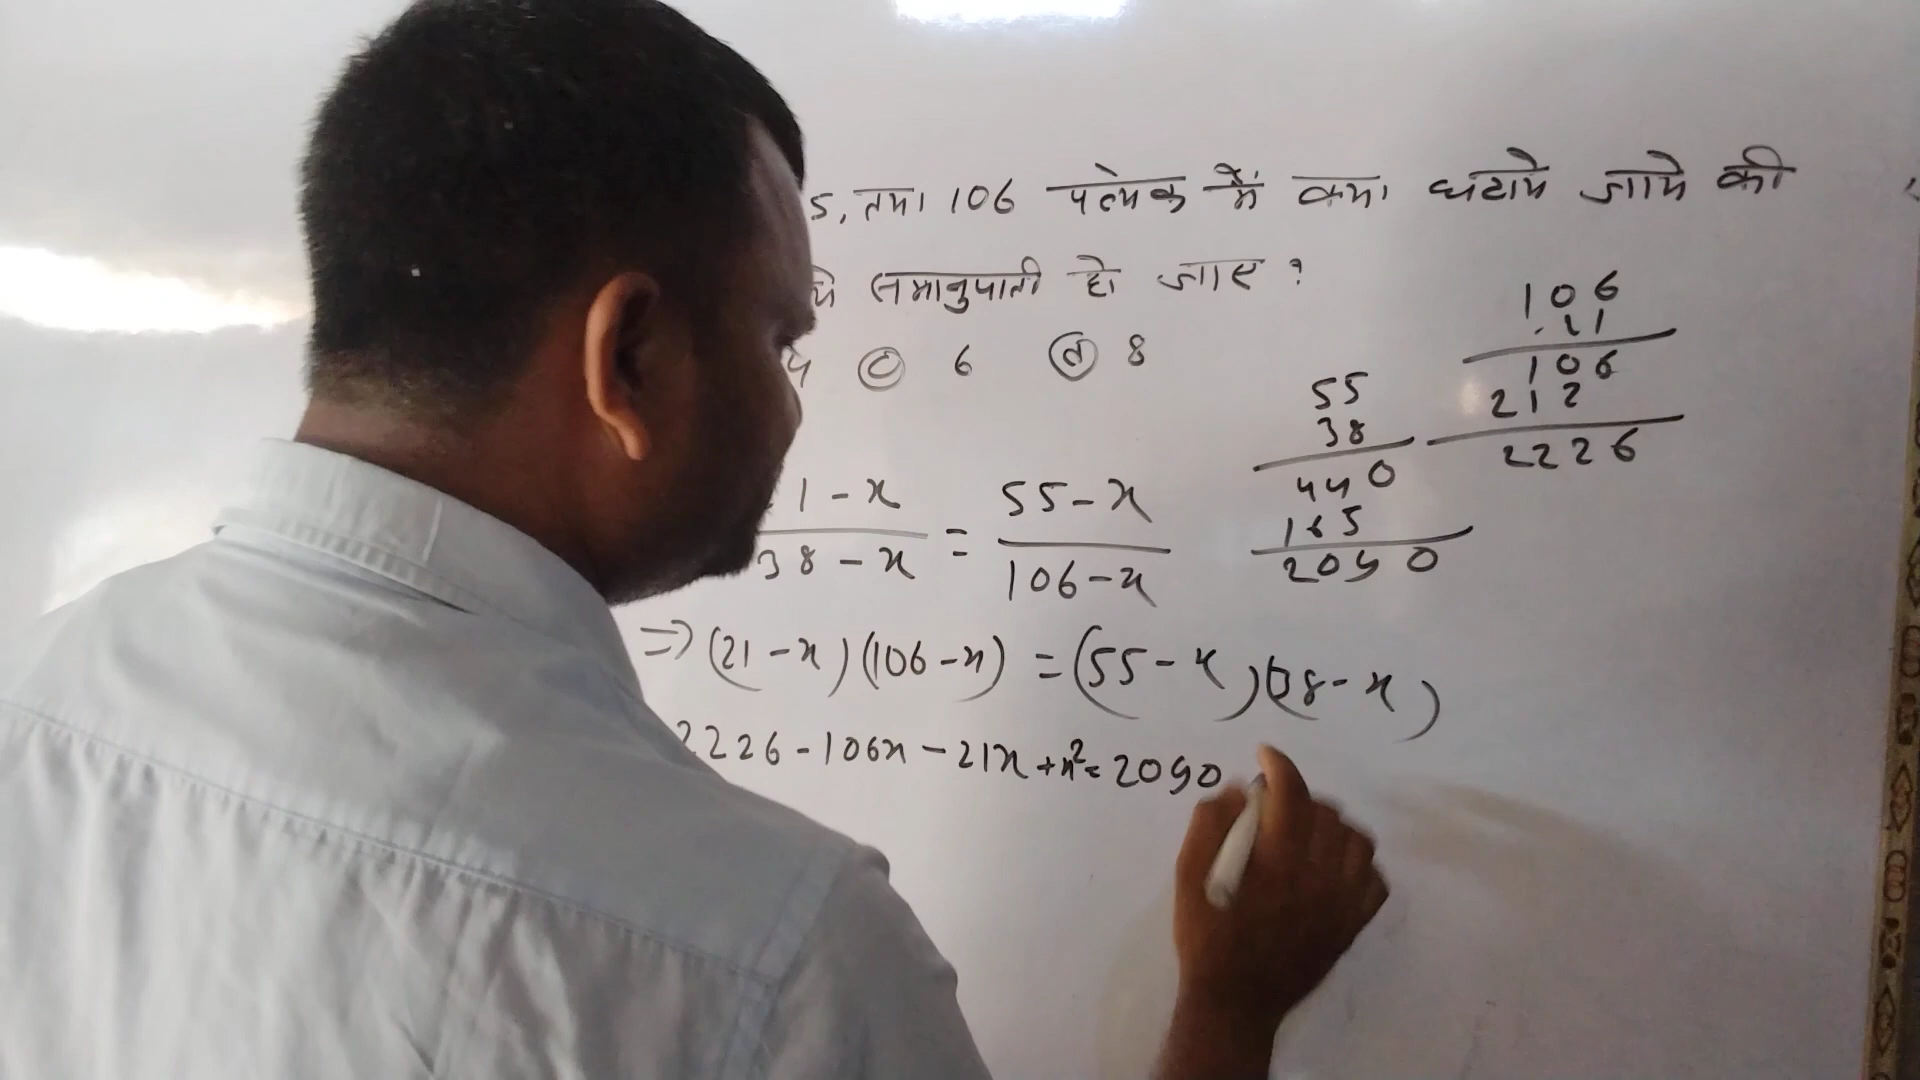 5, तथा 106 प्रत्येक में क्या घटाये जाये की
ये समानुपाती हो जाए ?
4 (c) 6 (d) 8
1 - x / 38 - x = 55 - x / 106 - x
⇒ (21 - x) (106 - x) = (55 - x) (38 - x)
2226 - 106x - 21x + x² = 2090
55
38
440
165
2090
106
21
106
212
2226